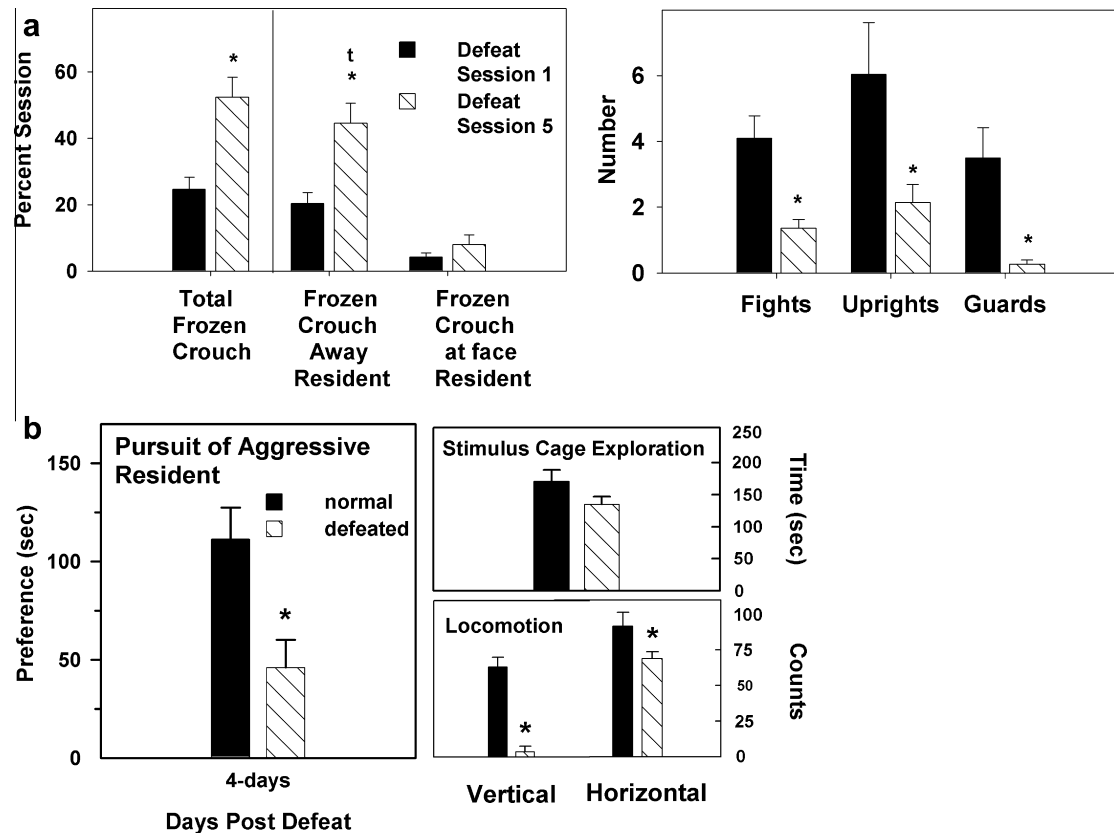 a
Percent Session
60
40
20
0
t
*
*
Defeat
Session 1
Defeat
Session 5
Total
Frozen
Crouch
Frozen
Crouch
Away
Resident
Frozen
Crouch
at face
Resident
Number
6
4
2
0
*
*
*
Fights
Uprights
Guards
b
Preference (sec)
150
100
50
0
Pursuit of Aggressive
Resident
normal
defeated
*
4-days
Days Post Defeat
Stimulus Cage Exploration
250
200
150
100
50
0
Time (sec)
Locomotion
*
*
100
75
50
25
0
Counts
Vertical
Horizontal